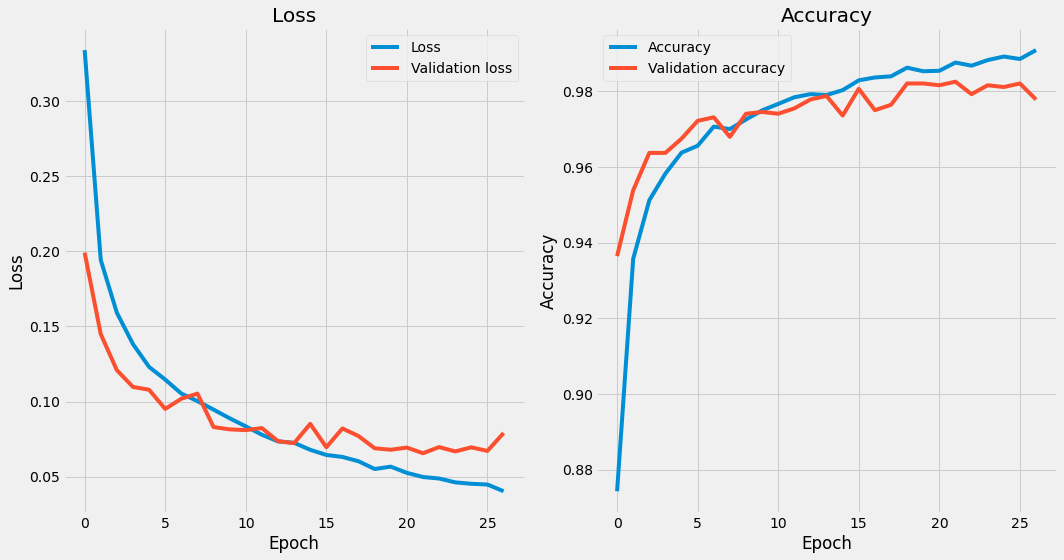 Loss
Loss
Validation loss
0.30
0.25
0.20
0.15
0.10
0.05
Loss
0 5 10 15 20 25
Epoch
Accuracy
Accuracy
Validation accuracy
0.98
0.96
0.94
0.92
0.90
0.88
Accuracy
0 5 10 15 20 25
Epoch